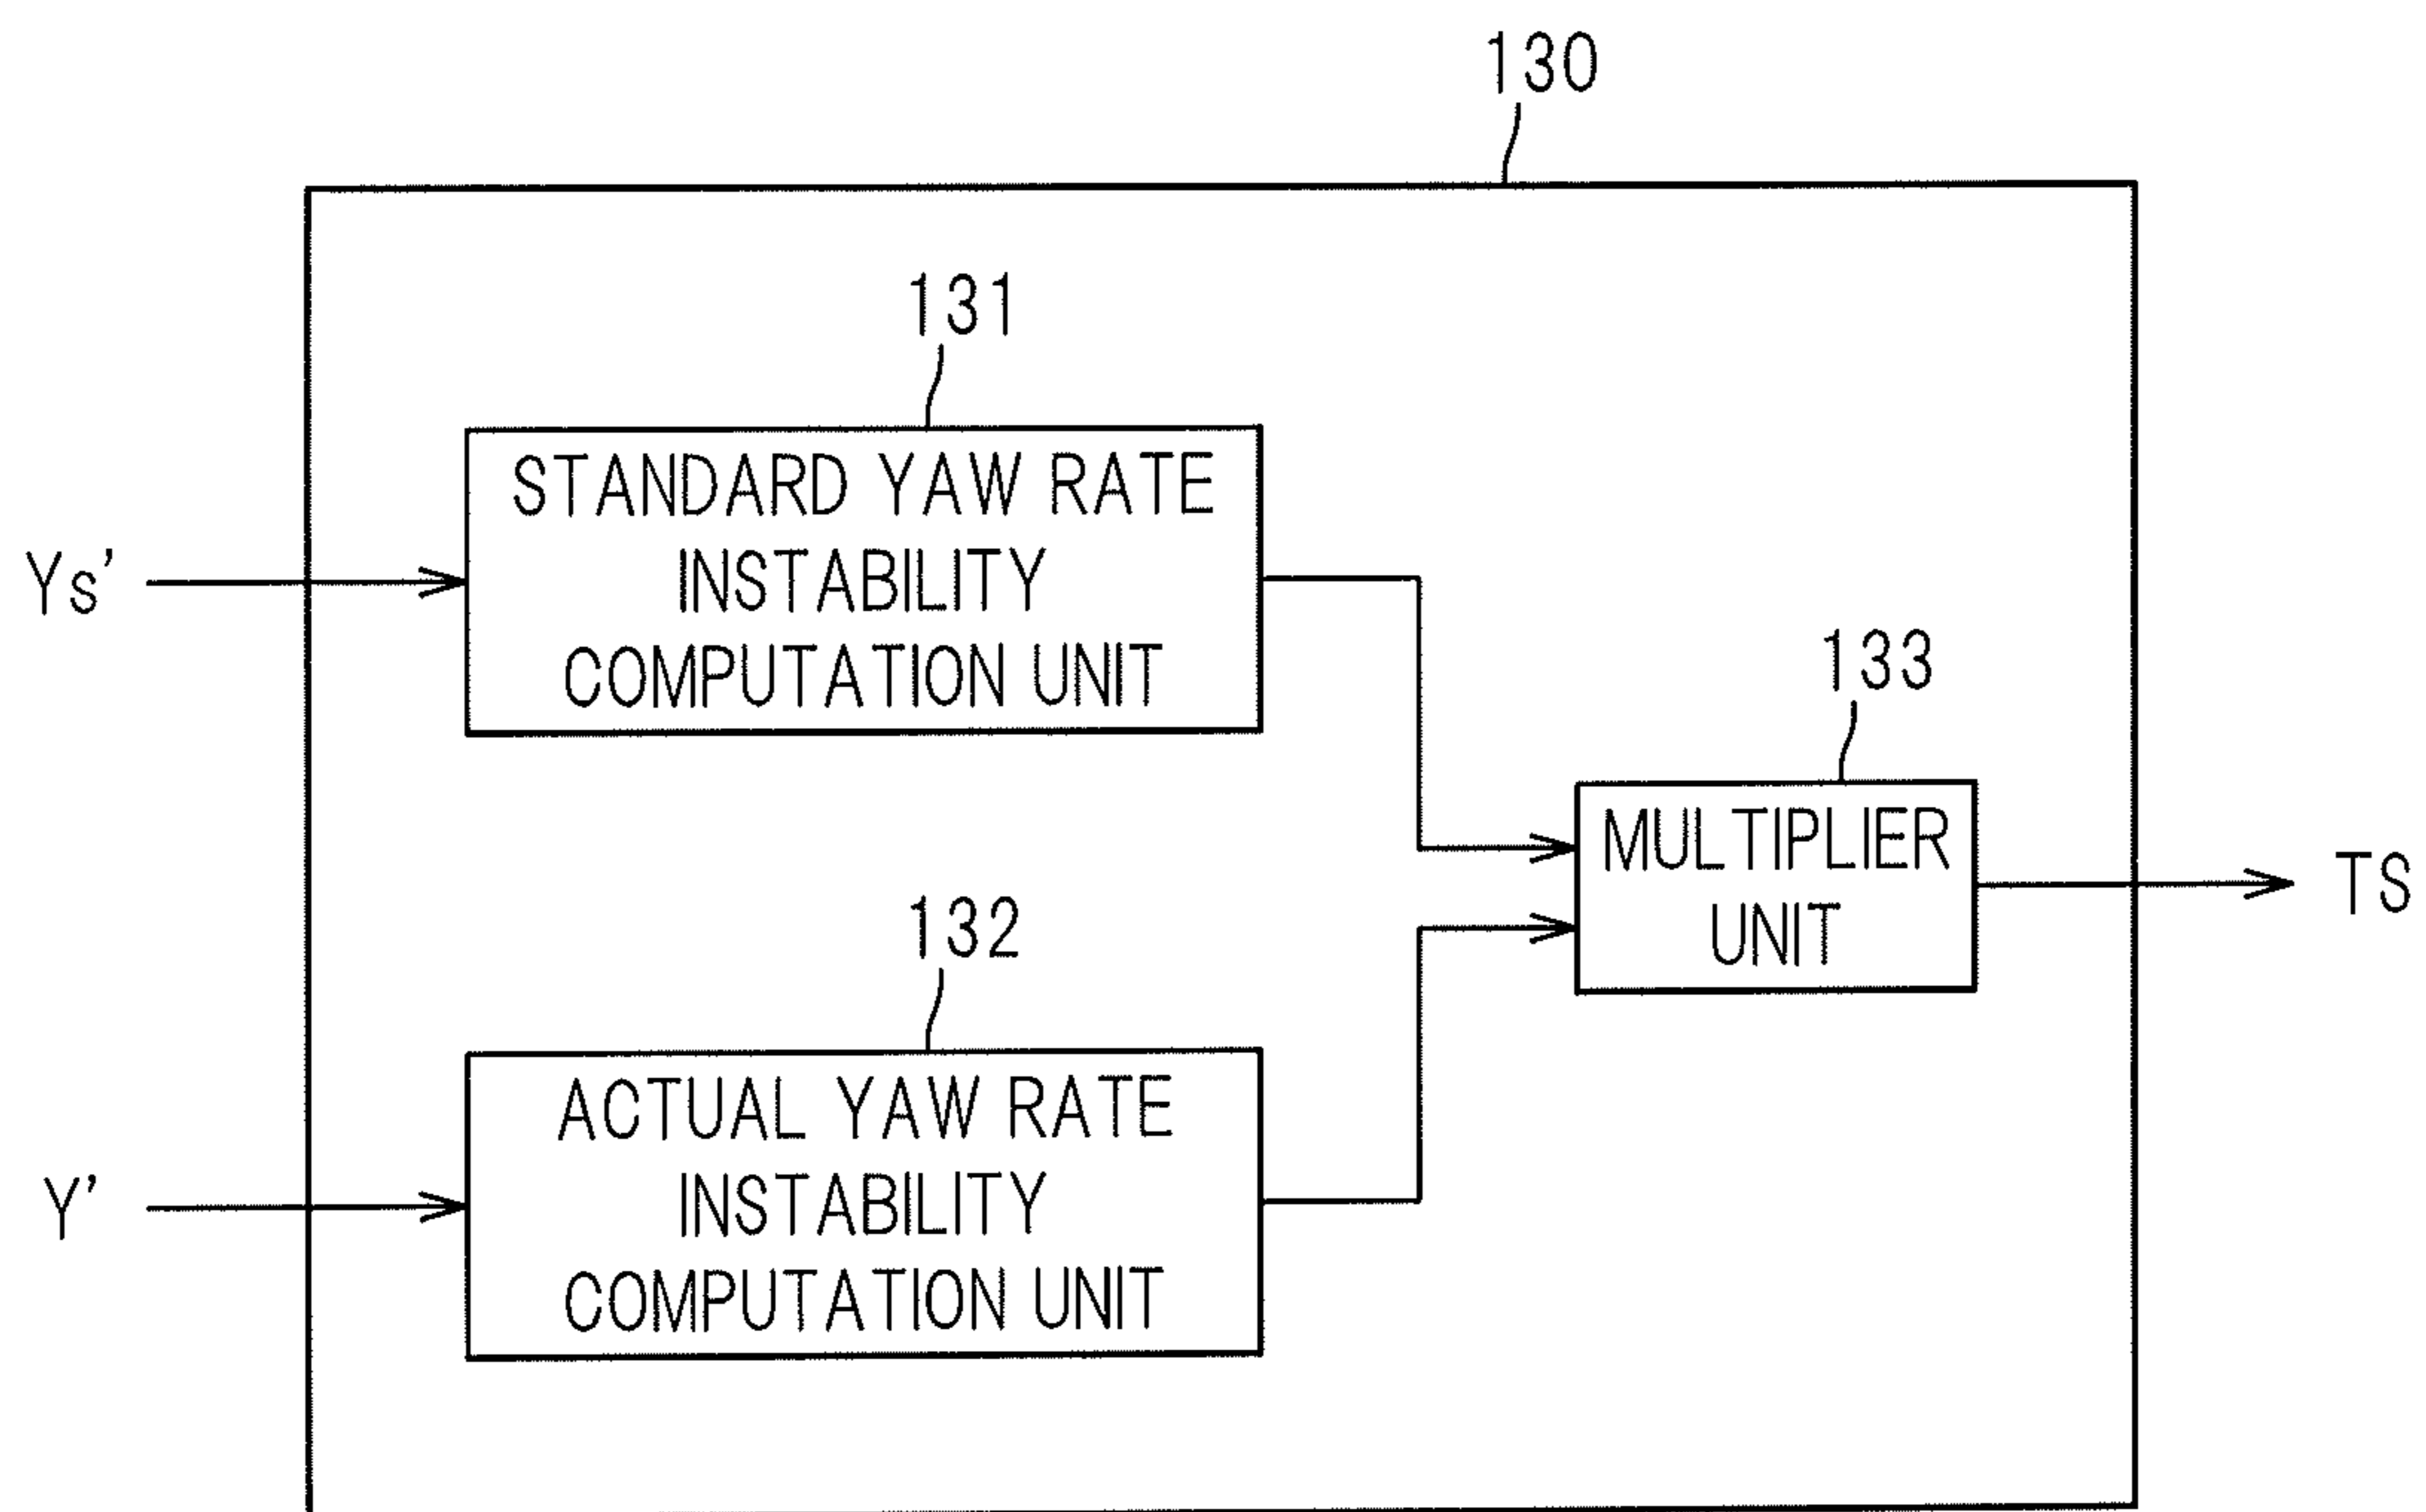 130
131
STANDARD YAW RATE
INSTABILITY
COMPUTATION UNIT
Ys'
133
MULTIPLIER
UNIT
TS
132
ACTUAL YAW RATE
INSTABILITY
COMPUTATION UNIT
Y'